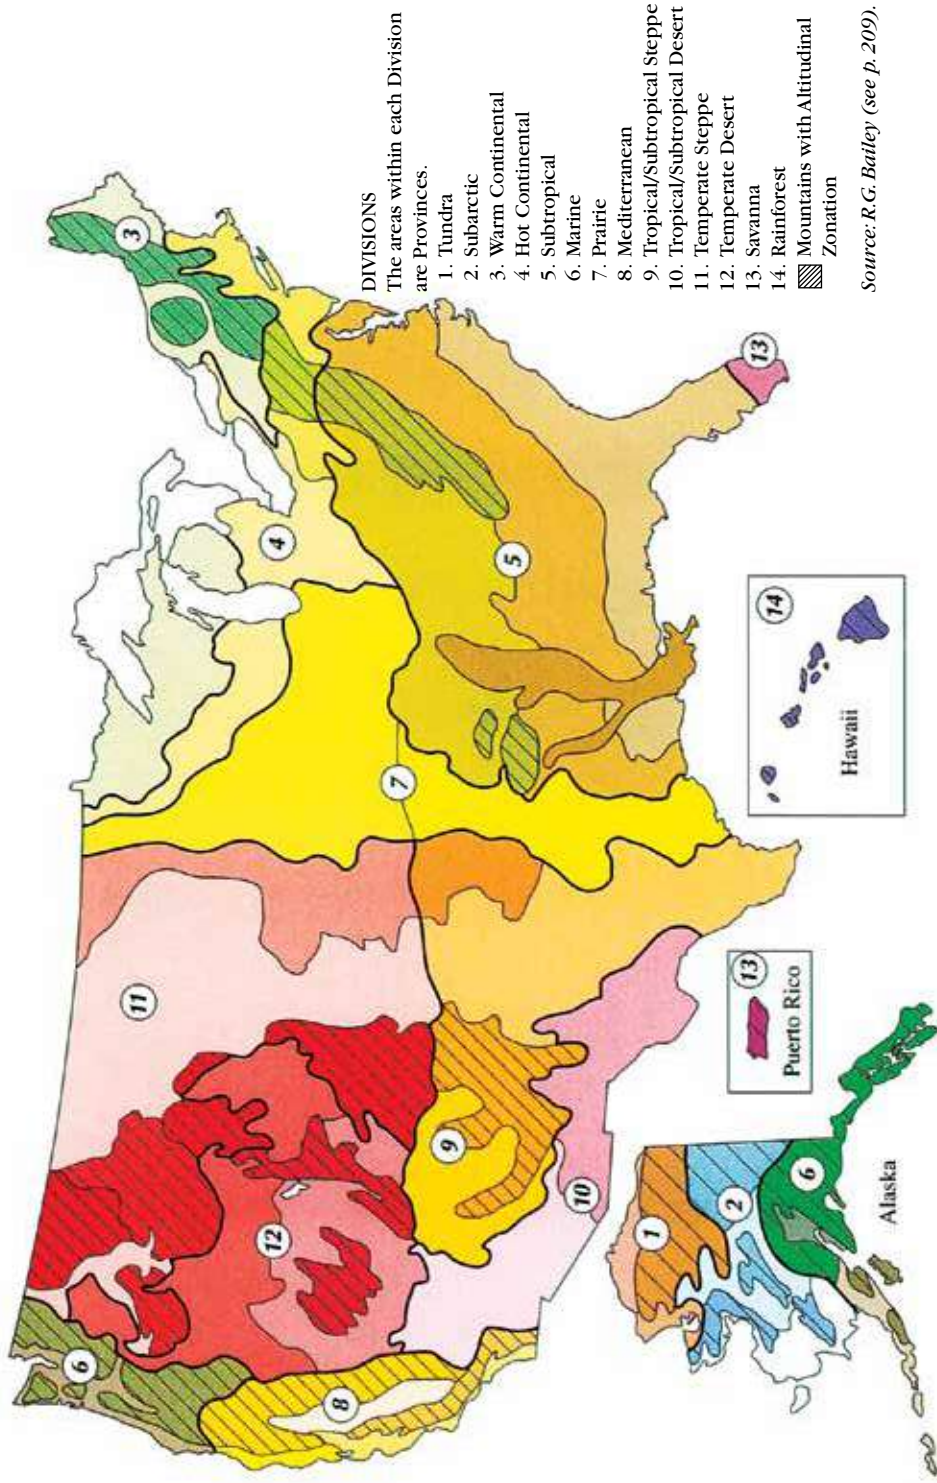 DIVISIONS
The areas within each Division
are Provinces.
1. Tundra
2. Subarctic
3. Warm Continental
4. Hot Continental
5. Subtropical
6. Marine
7. Prairie
8. Mediterranean
9. Tropical/Subtropical Steppe
10. Tropical/Subtropical Desert
11. Temperate Steppe
12. Temperate Desert
13. Savanna
14. Rainforest
Mountains with Altitudinal
Zonation
Source: R.G. Bailey (see p. 209).
6
11
3
12
7
4
8
9
5
10
13
1
2
6
Alaska
13
Puerto Rico
14
Hawaii